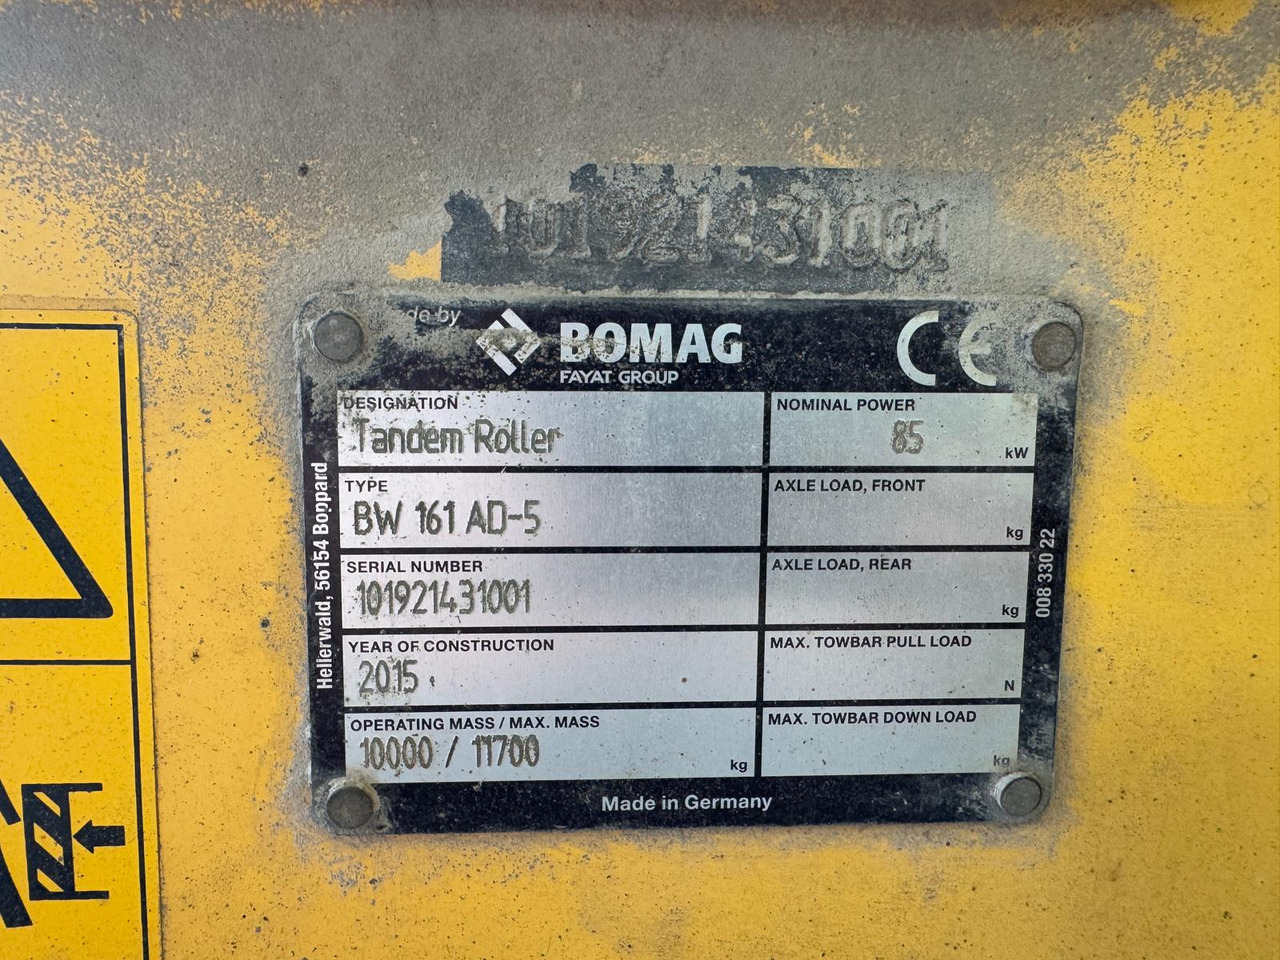 101921431001
de by
BOMAG
FAYAT GROUP
CE
DESIGNATION
Tandem Roller
NOMINAL POWER
85
kW
TYPE
BW 161 AD-5
AXLE LOAD, FRONT
kg
SERIAL NUMBER
101921431001
AXLE LOAD, REAR
kg
YEAR OF CONSTRUCTION
2015
MAX. TOWBAR PULL LOAD
N
OPERATING MASS / MAX. MASS
10000 / 11700
kg
MAX. TOWBAR DOWN LOAD
kg
Made in Germany
Hellerwald, 56154 Boppard
008 330 22